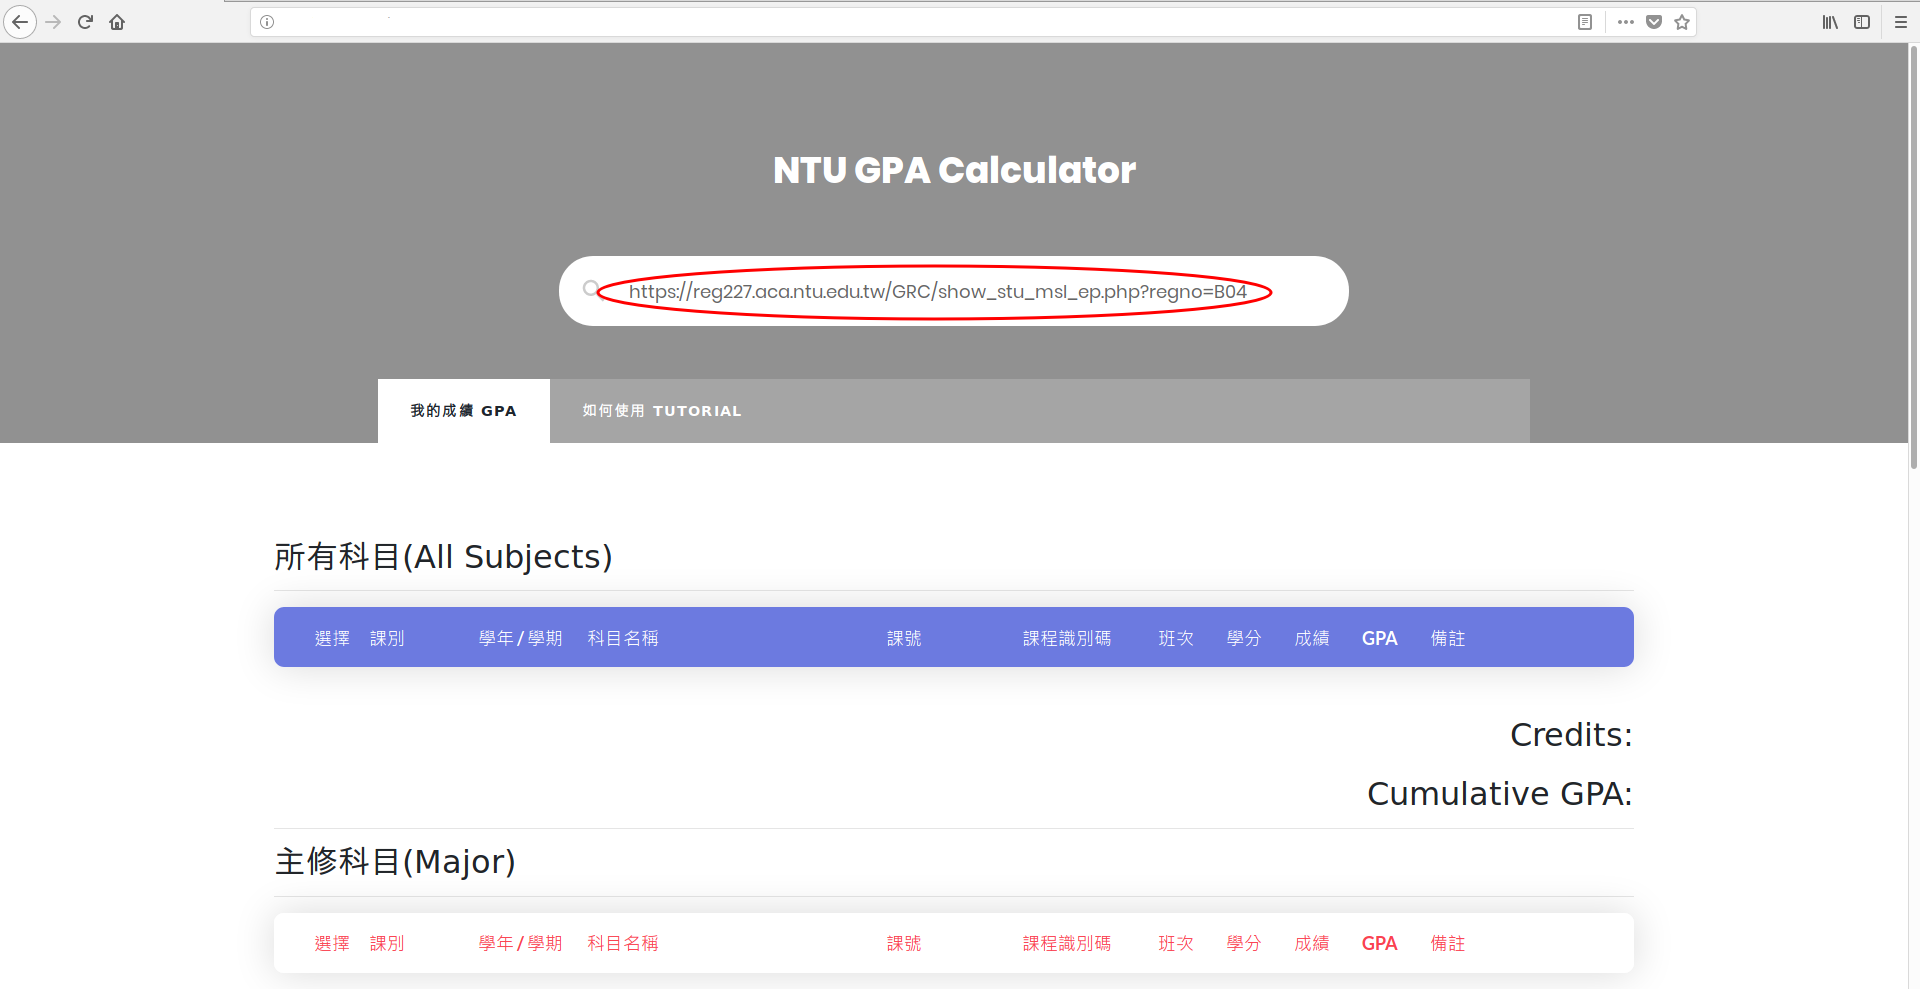 NTU GPA Calculator
https://reg227.aca.ntu.edu.tw/GRC/show_stu_msl_ep.php?regno=B04
我的成績 GPA 如何使用 TUTORIAL
所有科目(All Subjects)
選擇 課別 學年/學期 科目名稱 課號 課程識別碼 班次 學分 成績 GPA 備註
Credits:
Cumulative GPA:
主修科目(Major)
選擇 課別 學年/學期 科目名稱 課號 課程識別碼 班次 學分 成績 GPA 備註